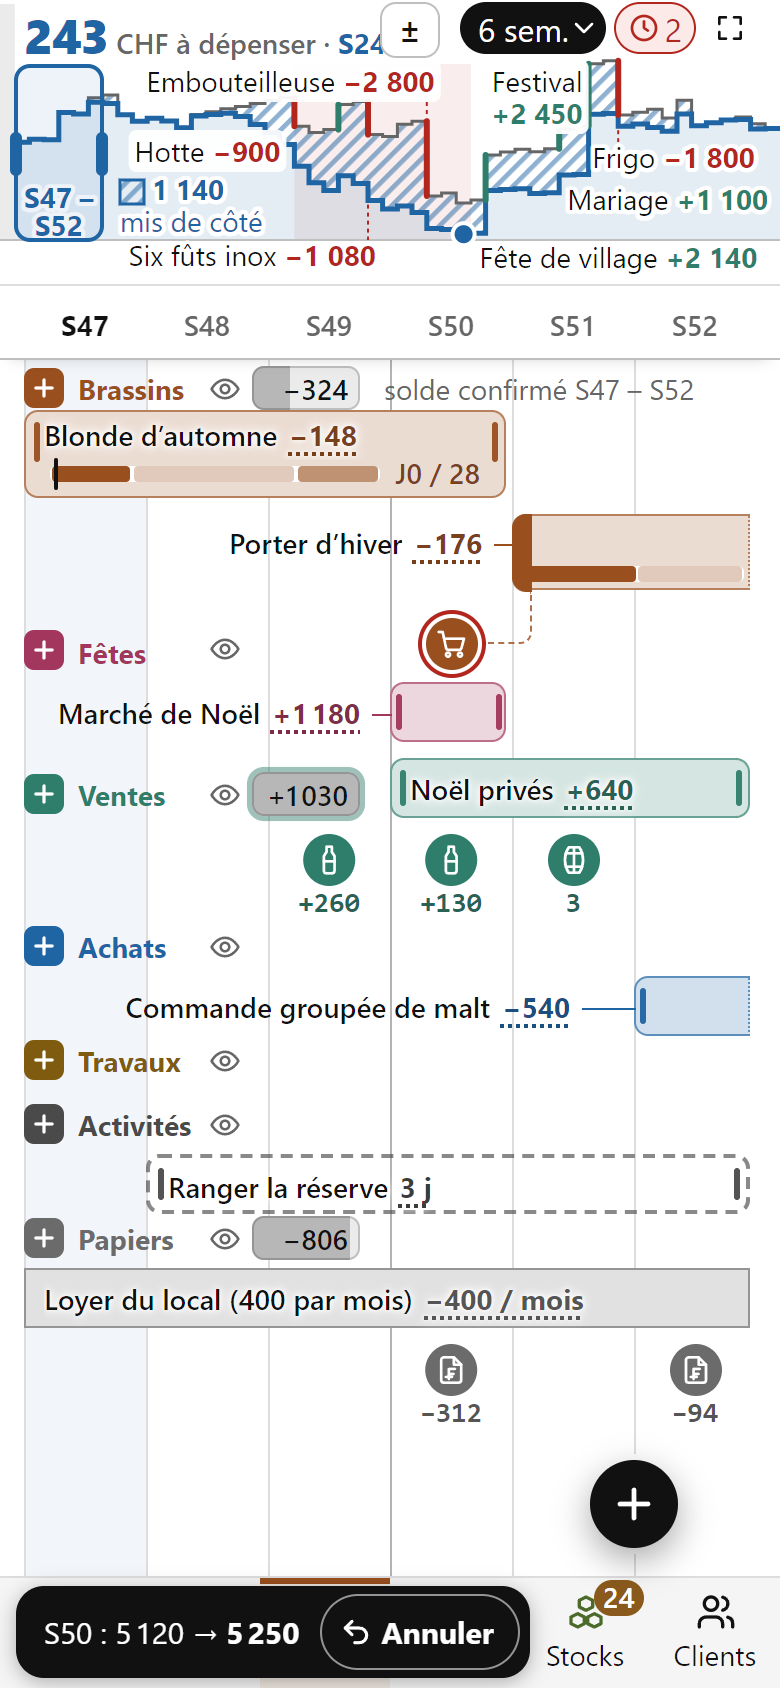 243 CHF à dépenser · S24
±
6 sem.
2
Embouteilleuse −2 800
Festival
+2 450
Hotte −900
Frigo −1 800
S47 –
S52
1 140
mis de côté
Mariage +1 100
Six fûts inox −1 080
Fête de village +2 140
S47 S48 S49 S50 S51 S52
Brassins −324 solde confirmé S47 – S52
Blonde d’automne −148
J0 / 28
Porter d’hiver −176
Fêtes
Marché de Noël +1 180
Ventes +1030 Noël privés +640
+260 +130 3
Achats
Commande groupée de malt −540
Travaux
Activités
Ranger la réserve 3 j
Papiers −806
Loyer du local (400 par mois) −400 / mois
−312 −94
+
S50 : 5 120 → 5 250 Annuler
24
Stocks Clients